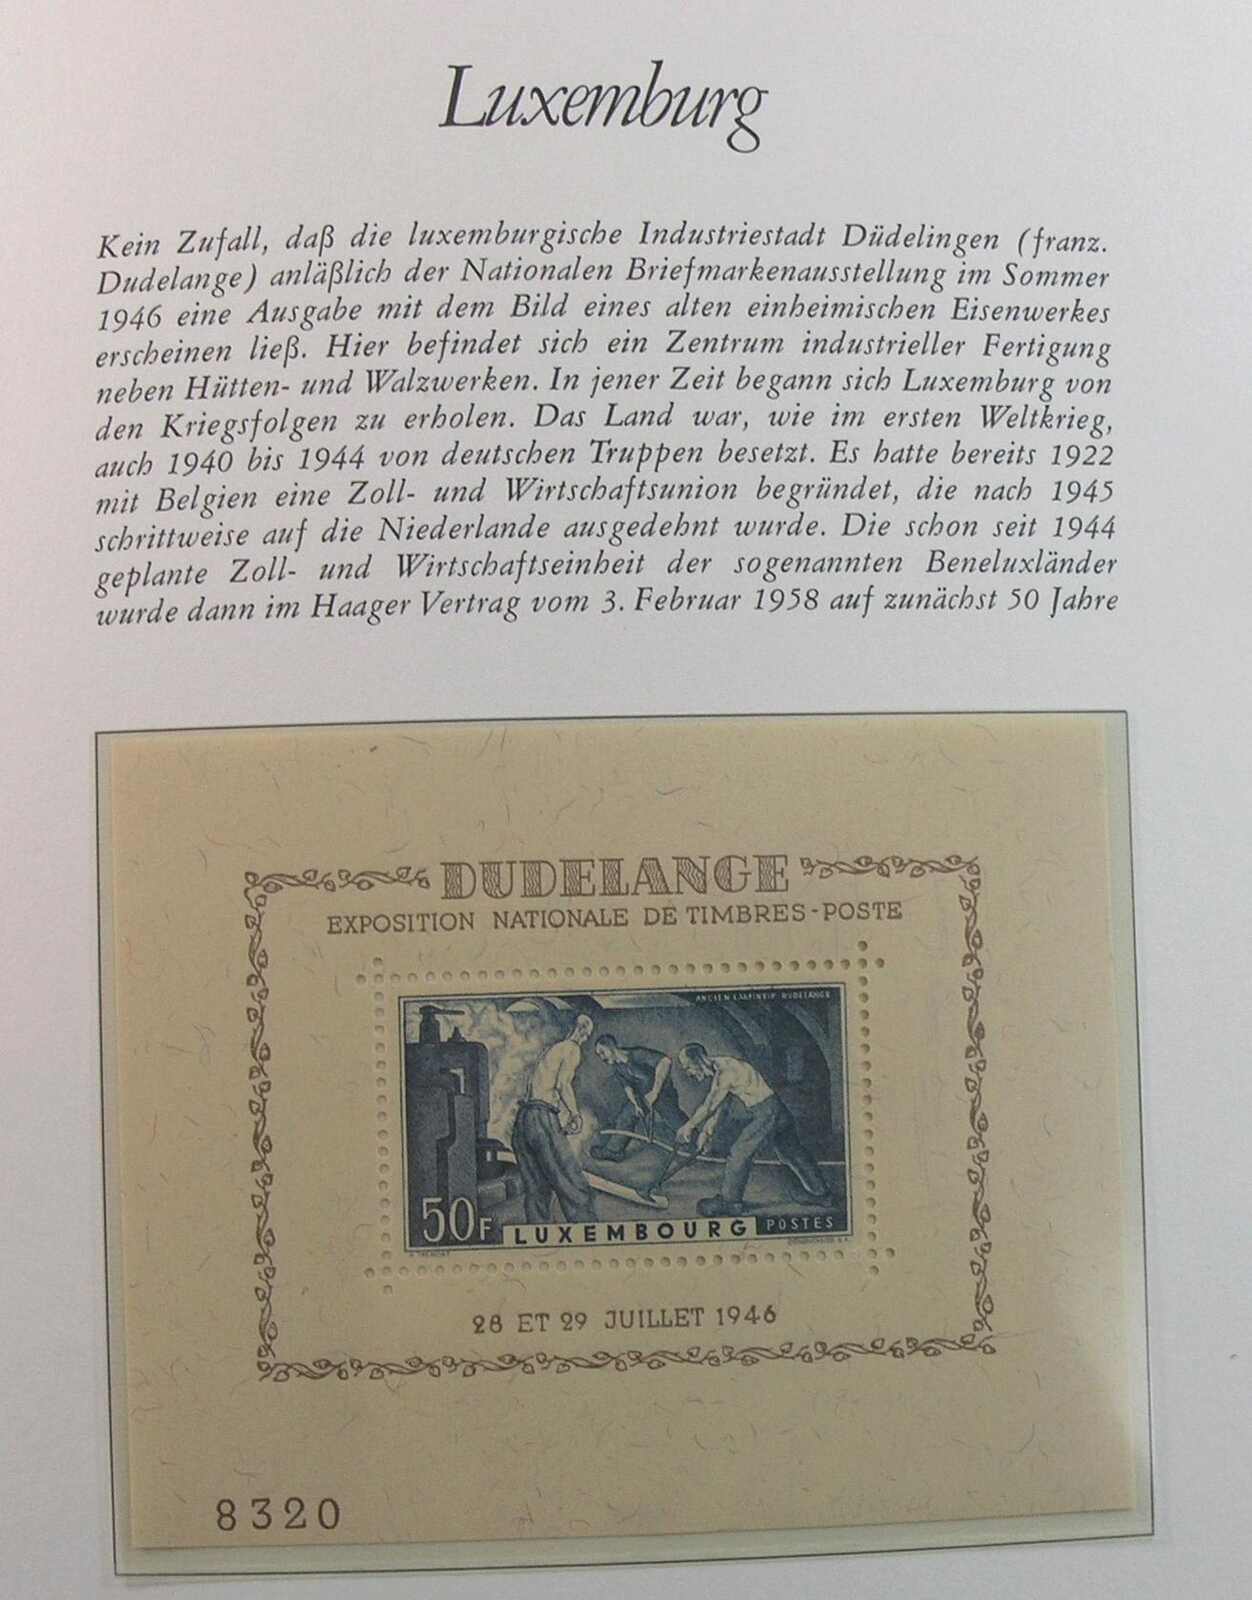 Luxemburg
Kein Zufall, daß die luxemburgische Industriestadt Düdelingen (franz.
Dudelange) anläßlich der Nationalen Briefmarkenausstellung im Sommer
1946 eine Ausgabe mit dem Bild eines alten einheimischen Eisenwerkes
erscheinen ließ. Hier befindet sich ein Zentrum industrieller Fertigung
neben Hütten- und Walzwerken. In jener Zeit begann sich Luxemburg von
den Kriegsfolgen zu erholen. Das Land war, wie im ersten Weltkrieg,
auch 1940 bis 1944 von deutschen Truppen besetzt. Es hatte bereits 1922
mit Belgien eine Zoll- und Wirtschaftsunion begründet, die nach 1945
schrittweise auf die Niederlande ausgedehnt wurde. Die schon seit 1944
geplante Zoll- und Wirtschaftseinheit der sogenannten Beneluxländer
wurde dann im Haager Vertrag vom 3. Februar 1958 auf zunächst 50 Jahre
DUDELANGE
EXPOSITION NATIONALE DE TIMBRES-POSTE
ANCIEN LAMINOIR DUDELANGE
50F LUXEMBOURG POSTES
28 ET 29 JUILLET 1946
8320